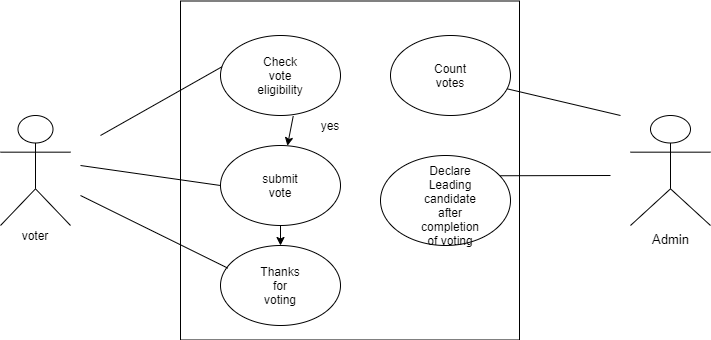 Check
vote
eligibility
yes
submit
vote
Thanks
for
voting
Count
votes
Declare
Leading
candidate
after
completion
of voting
voter
Admin